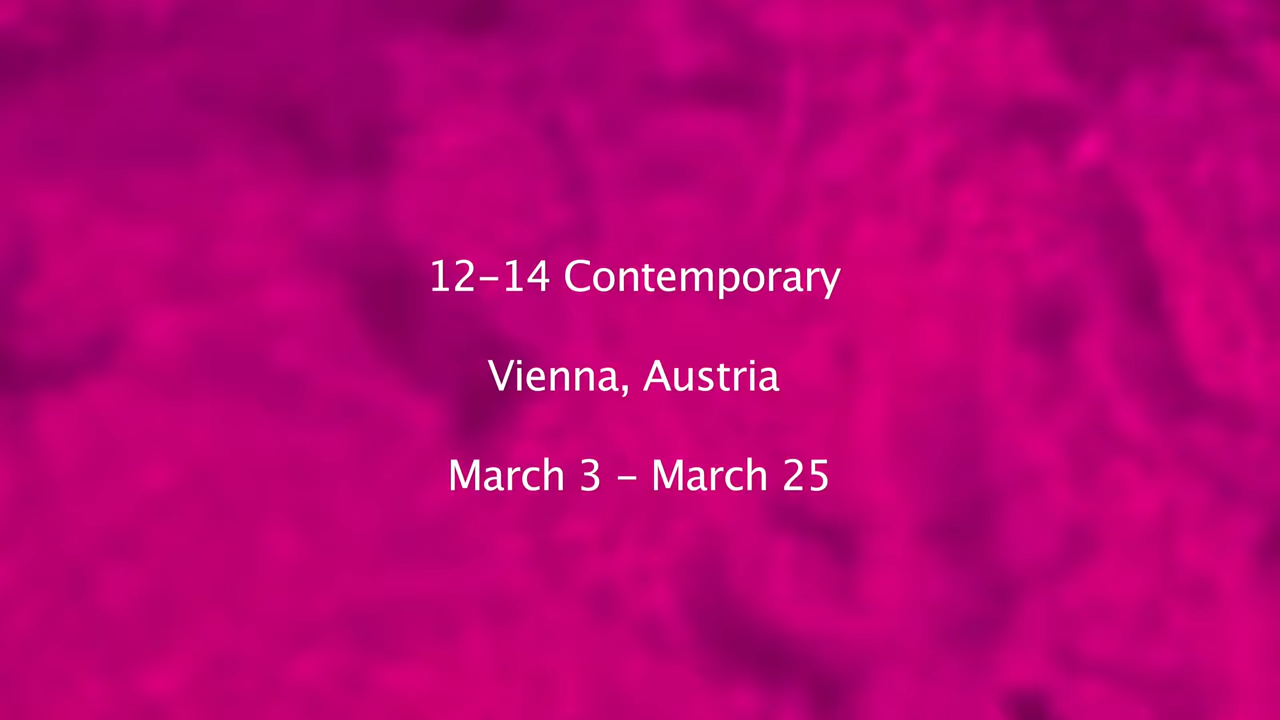 12–14 Contemporary
Vienna, Austria
March 3 – March 25